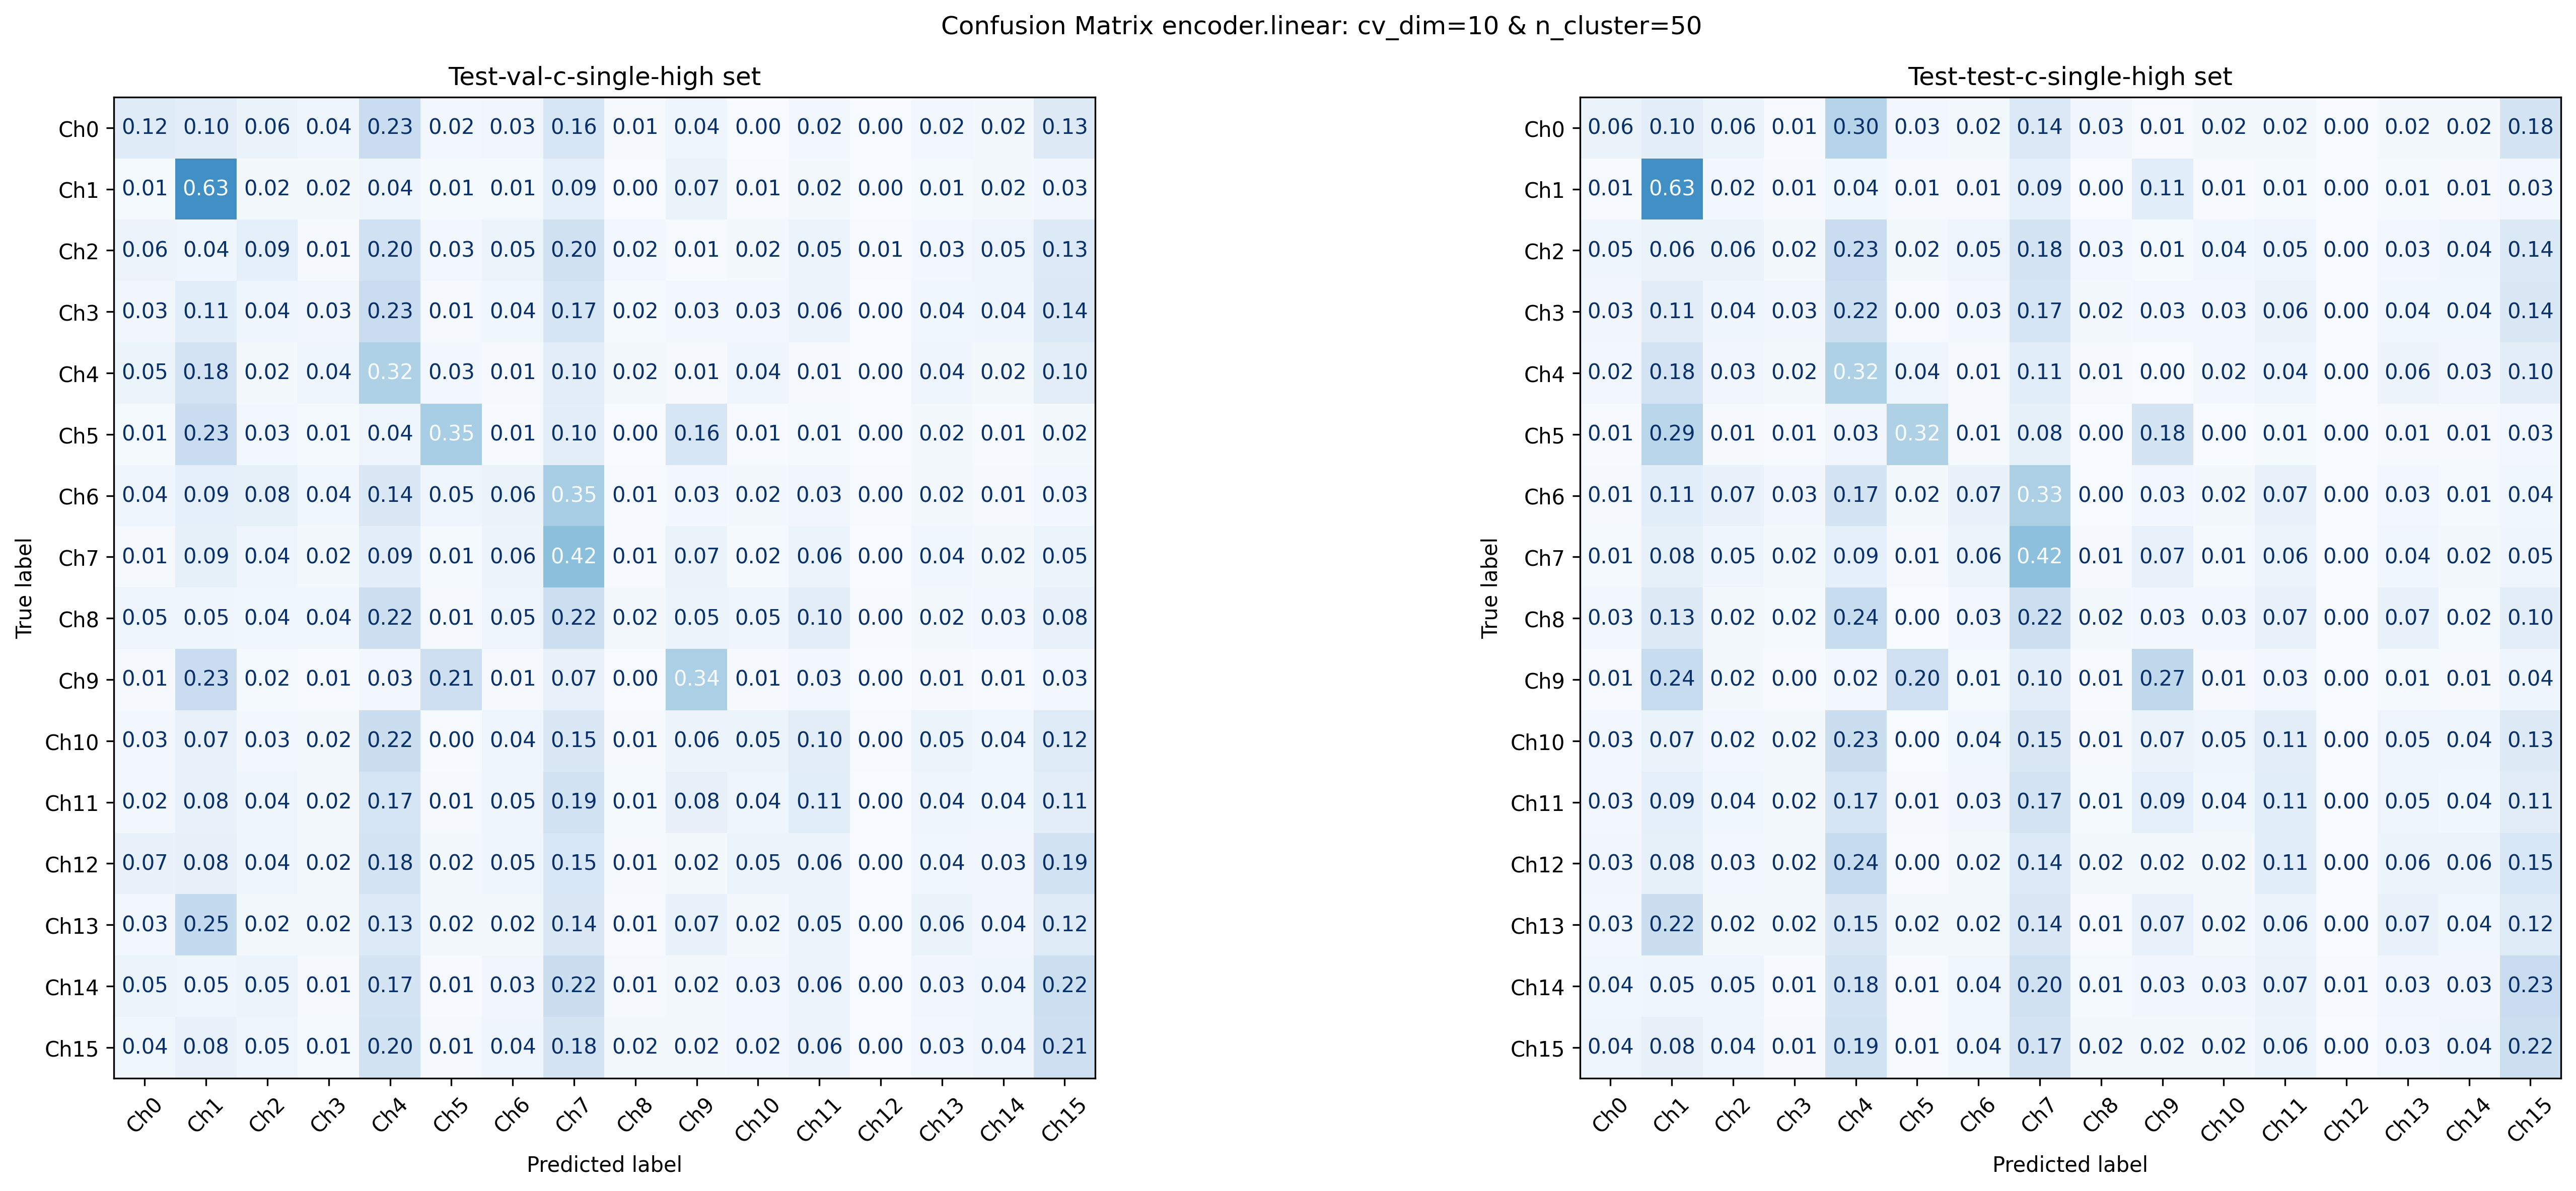 Confusion Matrix encoder.linear: cv_dim=10 & n_cluster=50
Test-val-c-single-high set
Ch0 0.12 0.10 0.06 0.04 0.23 0.02 0.03 0.16 0.01 0.04 0.00 0.02 0.00 0.02 0.02 0.13
Ch1 0.01 0.63 0.02 0.02 0.04 0.01 0.01 0.09 0.00 0.07 0.01 0.02 0.00 0.01 0.01 0.03
Ch2 0.06 0.04 0.09 0.01 0.20 0.03 0.05 0.20 0.02 0.01 0.02 0.05 0.01 0.03 0.05 0.13
Ch3 0.03 0.11 0.04 0.03 0.23 0.01 0.04 0.17 0.02 0.03 0.03 0.06 0.00 0.04 0.04 0.14
Ch4 0.05 0.18 0.02 0.04 0.32 0.03 0.01 0.10 0.02 0.01 0.04 0.01 0.00 0.04 0.02 0.10
Ch5 0.01 0.23 0.03 0.01 0.04 0.35 0.01 0.10 0.00 0.16 0.01 0.01 0.00 0.02 0.01 0.02
Ch6 0.04 0.09 0.08 0.04 0.14 0.05 0.06 0.35 0.01 0.03 0.02 0.03 0.00 0.02 0.01 0.03
Ch7 0.01 0.09 0.04 0.02 0.09 0.01 0.06 0.42 0.01 0.07 0.02 0.06 0.00 0.04 0.02 0.05
Ch8 0.05 0.05 0.04 0.04 0.22 0.01 0.05 0.22 0.02 0.05 0.05 0.10 0.00 0.02 0.03 0.08
Ch9 0.01 0.23 0.02 0.01 0.03 0.21 0.01 0.07 0.00 0.34 0.01 0.03 0.00 0.01 0.01 0.03
Ch10 0.03 0.07 0.03 0.02 0.22 0.00 0.04 0.15 0.01 0.06 0.05 0.10 0.00 0.05 0.04 0.12
Ch11 0.02 0.08 0.04 0.02 0.17 0.01 0.05 0.19 0.01 0.08 0.04 0.11 0.00 0.04 0.04 0.11
Ch12 0.07 0.08 0.04 0.02 0.18 0.02 0.05 0.15 0.01 0.02 0.05 0.06 0.00 0.04 0.03 0.19
Ch13 0.03 0.25 0.02 0.02 0.13 0.02 0.02 0.14 0.01 0.07 0.02 0.05 0.00 0.06 0.04 0.12
Ch14 0.05 0.05 0.05 0.01 0.17 0.01 0.03 0.22 0.01 0.02 0.03 0.06 0.00 0.03 0.04 0.22
Ch15 0.04 0.08 0.05 0.01 0.20 0.01 0.04 0.18 0.02 0.02 0.02 0.06 0.00 0.03 0.04 0.21
Ch0 Ch1 Ch2 Ch3 Ch4 Ch5 Ch6 Ch7 Ch8 Ch9 Ch10 Ch11 Ch12 Ch13 Ch14 Ch15
Predicted label
True label
Test-test-c-single-high set
Ch0 0.06 0.10 0.06 0.01 0.30 0.03 0.02 0.14 0.03 0.01 0.02 0.02 0.00 0.02 0.02 0.18
Ch1 0.01 0.63 0.02 0.01 0.04 0.01 0.01 0.09 0.00 0.11 0.01 0.01 0.00 0.01 0.01 0.03
Ch2 0.05 0.06 0.06 0.02 0.23 0.02 0.05 0.18 0.03 0.01 0.04 0.05 0.00 0.03 0.04 0.14
Ch3 0.03 0.11 0.04 0.03 0.22 0.00 0.03 0.17 0.02 0.03 0.03 0.06 0.00 0.04 0.04 0.14
Ch4 0.02 0.18 0.03 0.02 0.32 0.04 0.01 0.11 0.01 0.00 0.02 0.04 0.00 0.06 0.03 0.10
Ch5 0.01 0.29 0.01 0.01 0.03 0.32 0.01 0.08 0.00 0.18 0.00 0.01 0.00 0.01 0.01 0.03
Ch6 0.01 0.11 0.07 0.03 0.17 0.02 0.07 0.33 0.00 0.03 0.02 0.07 0.00 0.03 0.01 0.04
Ch7 0.01 0.08 0.05 0.02 0.09 0.01 0.06 0.42 0.01 0.07 0.01 0.06 0.00 0.04 0.02 0.05
Ch8 0.03 0.13 0.02 0.02 0.24 0.00 0.03 0.22 0.02 0.03 0.03 0.07 0.00 0.07 0.02 0.10
Ch9 0.01 0.24 0.02 0.00 0.02 0.20 0.01 0.10 0.01 0.27 0.01 0.03 0.00 0.01 0.01 0.04
Ch10 0.03 0.07 0.02 0.02 0.23 0.00 0.04 0.15 0.01 0.07 0.05 0.11 0.00 0.05 0.04 0.13
Ch11 0.03 0.09 0.04 0.02 0.17 0.01 0.03 0.17 0.01 0.09 0.04 0.11 0.00 0.05 0.04 0.11
Ch12 0.03 0.08 0.03 0.02 0.24 0.00 0.02 0.14 0.02 0.02 0.02 0.11 0.00 0.06 0.06 0.15
Ch13 0.03 0.22 0.02 0.02 0.15 0.02 0.02 0.14 0.01 0.07 0.02 0.06 0.00 0.07 0.04 0.12
Ch14 0.04 0.05 0.05 0.01 0.18 0.01 0.04 0.20 0.01 0.03 0.03 0.07 0.01 0.03 0.03 0.23
Ch15 0.04 0.08 0.04 0.01 0.19 0.01 0.04 0.17 0.02 0.02 0.02 0.06 0.00 0.03 0.04 0.22
Ch0 Ch1 Ch2 Ch3 Ch4 Ch5 Ch6 Ch7 Ch8 Ch9 Ch10 Ch11 Ch12 Ch13 Ch14 Ch15
Predicted label
True label